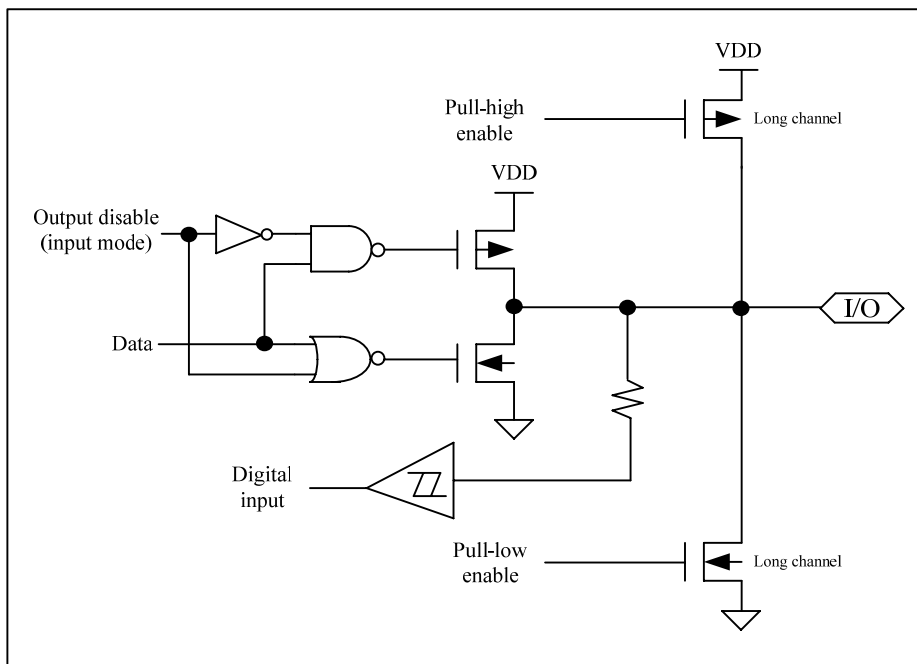 VDD
Pull-high
enable
Long channel
VDD
Output disable
(input mode)
I/O
Data
Digital
input
Pull-low
enable
Long channel